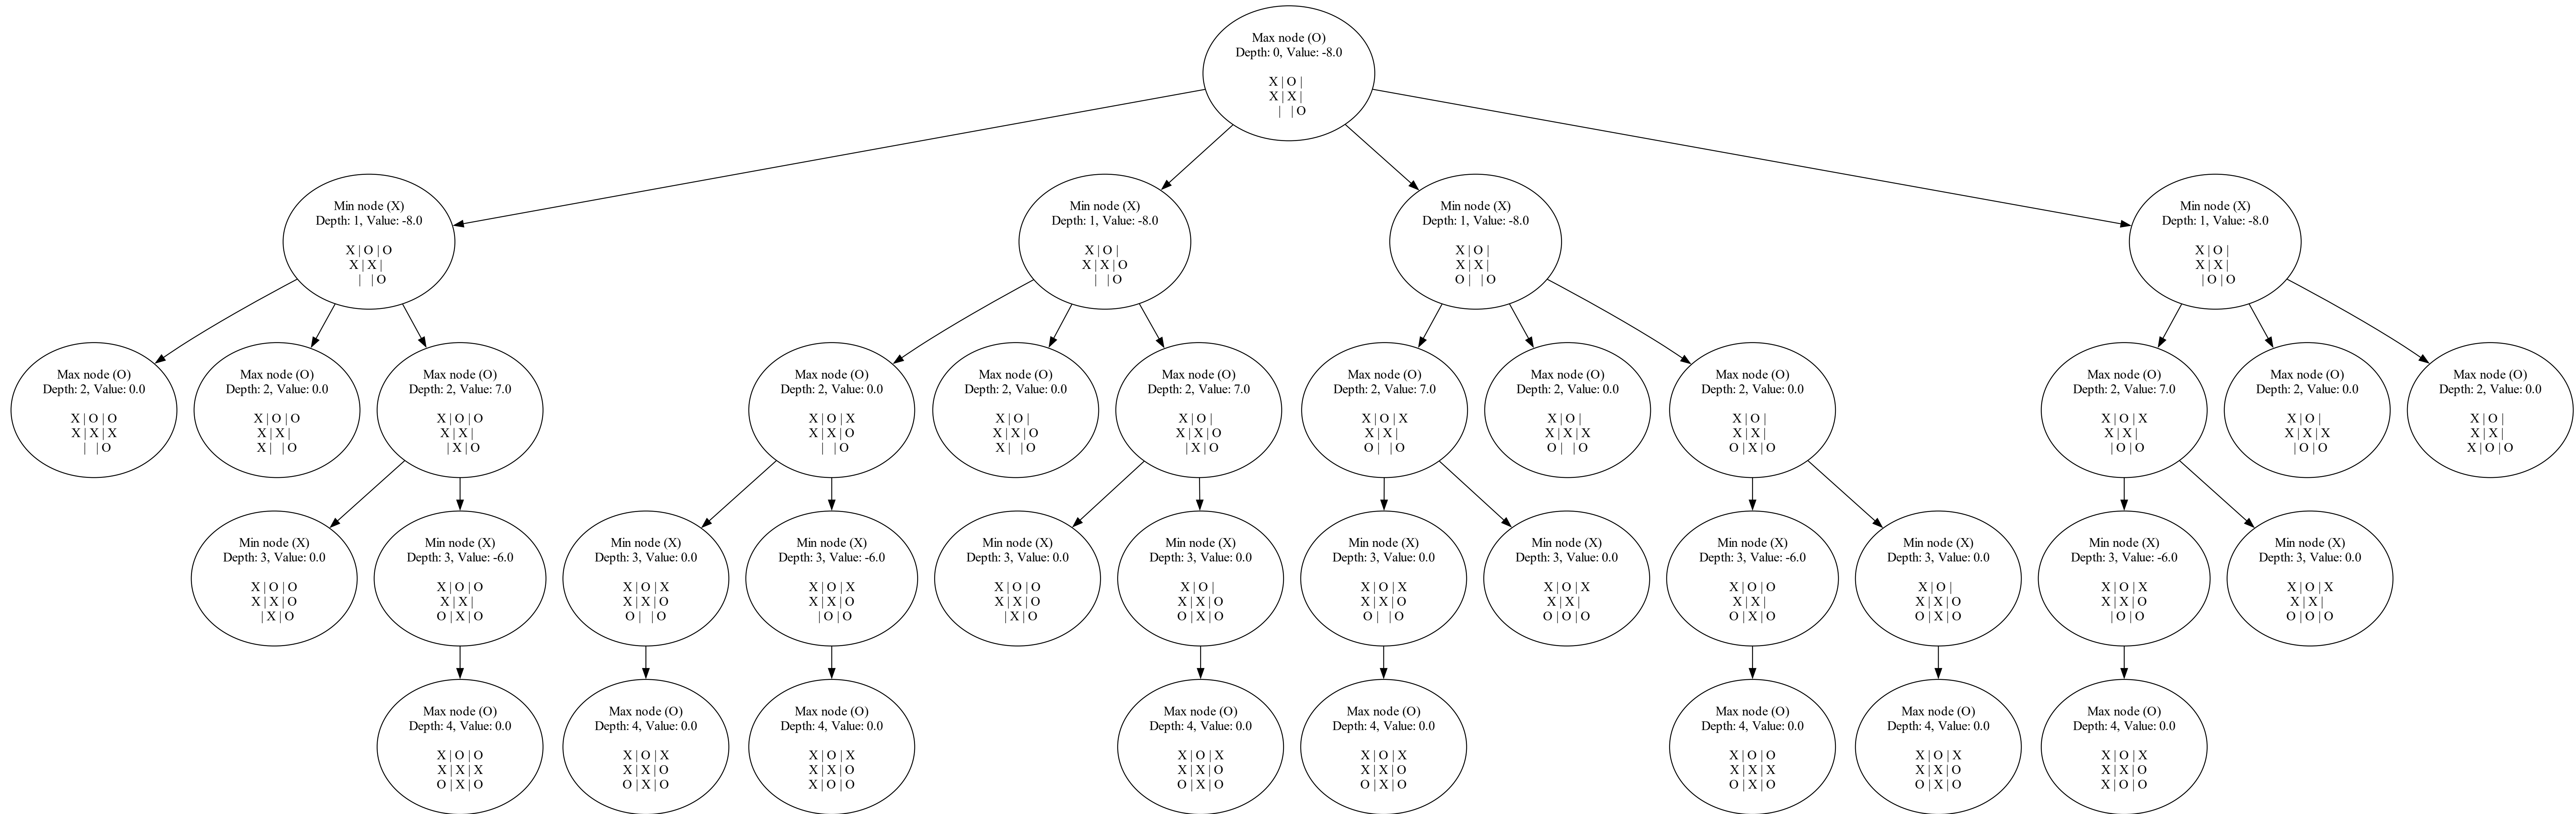 Max node (O)
Depth: 0, Value: -8.0
X | O |
X | X |
| | O
Min node (X)
Depth: 1, Value: -8.0
X | O | O
X | X |
| | O
Min node (X)
Depth: 1, Value: -8.0
X | O |
X | X | O
| | O
Min node (X)
Depth: 1, Value: -8.0
X | O |
X | X |
O | | O
Min node (X)
Depth: 1, Value: -8.0
X | O |
X | X |
| O | O
Max node (O)
Depth: 2, Value: 0.0
X | O | O
X | X | X
| | O
Max node (O)
Depth: 2, Value: 0.0
X | O | O
X | X |
X | | O
Max node (O)
Depth: 2, Value: 7.0
X | O | O
X | X |
| X | O
Max node (O)
Depth: 2, Value: 0.0
X | O | X
X | X | O
| | O
Max node (O)
Depth: 2, Value: 0.0
X | O |
X | X | O
X | | O
Max node (O)
Depth: 2, Value: 7.0
X | O |
X | X | O
| X | O
Max node (O)
Depth: 2, Value: 7.0
X | O | X
X | X |
O | | O
Max node (O)
Depth: 2, Value: 0.0
X | O |
X | X | X
O | | O
Max node (O)
Depth: 2, Value: 0.0
X | O |
X | X |
O | X | O
Max node (O)
Depth: 2, Value: 7.0
X | O | X
X | X |
| O | O
Max node (O)
Depth: 2, Value: 0.0
X | O |
X | X | X
| O | O
Max node (O)
Depth: 2, Value: 0.0
X | O |
X | X |
X | O | O
Min node (X)
Depth: 3, Value: 0.0
X | O | O
X | X | O
| X | O
Min node (X)
Depth: 3, Value: -6.0
X | O | O
X | X |
O | X | O
Min node (X)
Depth: 3, Value: 0.0
X | O | X
X | X | O
O | | O
Min node (X)
Depth: 3, Value: -6.0
X | O | X
X | X | O
| O | O
Min node (X)
Depth: 3, Value: 0.0
X | O | O
X | X | O
| X | O
Min node (X)
Depth: 3, Value: 0.0
X | O |
X | X | O
O | X | O
Min node (X)
Depth: 3, Value: 0.0
X | O | X
X | X | O
O | | O
Min node (X)
Depth: 3, Value: 0.0
X | O | X
X | X |
O | O | O
Min node (X)
Depth: 3, Value: -6.0
X | O | O
X | X |
O | X | O
Min node (X)
Depth: 3, Value: 0.0
X | O |
X | X | O
O | X | O
Min node (X)
Depth: 3, Value: -6.0
X | O | X
X | X | O
| O | O
Min node (X)
Depth: 3, Value: 0.0
X | O | X
X | X |
O | O | O
Max node (O)
Depth: 4, Value: 0.0
X | O | O
X | X | X
O | X | O
Max node (O)
Depth: 4, Value: 0.0
X | O | X
X | X | O
O | X | O
Max node (O)
Depth: 4, Value: 0.0
X | O | X
X | X | O
X | O | O
Max node (O)
Depth: 4, Value: 0.0
X | O | X
X | X | O
O | X | O
Max node (O)
Depth: 4, Value: 0.0
X | O | X
X | X | O
O | X | O
Max node (O)
Depth: 4, Value: 0.0
X | O | O
X | X | X
O | X | O
Max node (O)
Depth: 4, Value: 0.0
X | O | X
X | X | O
O | X | O
Max node (O)
Depth: 4, Value: 0.0
X | O | X
X | X | O
X | O | O